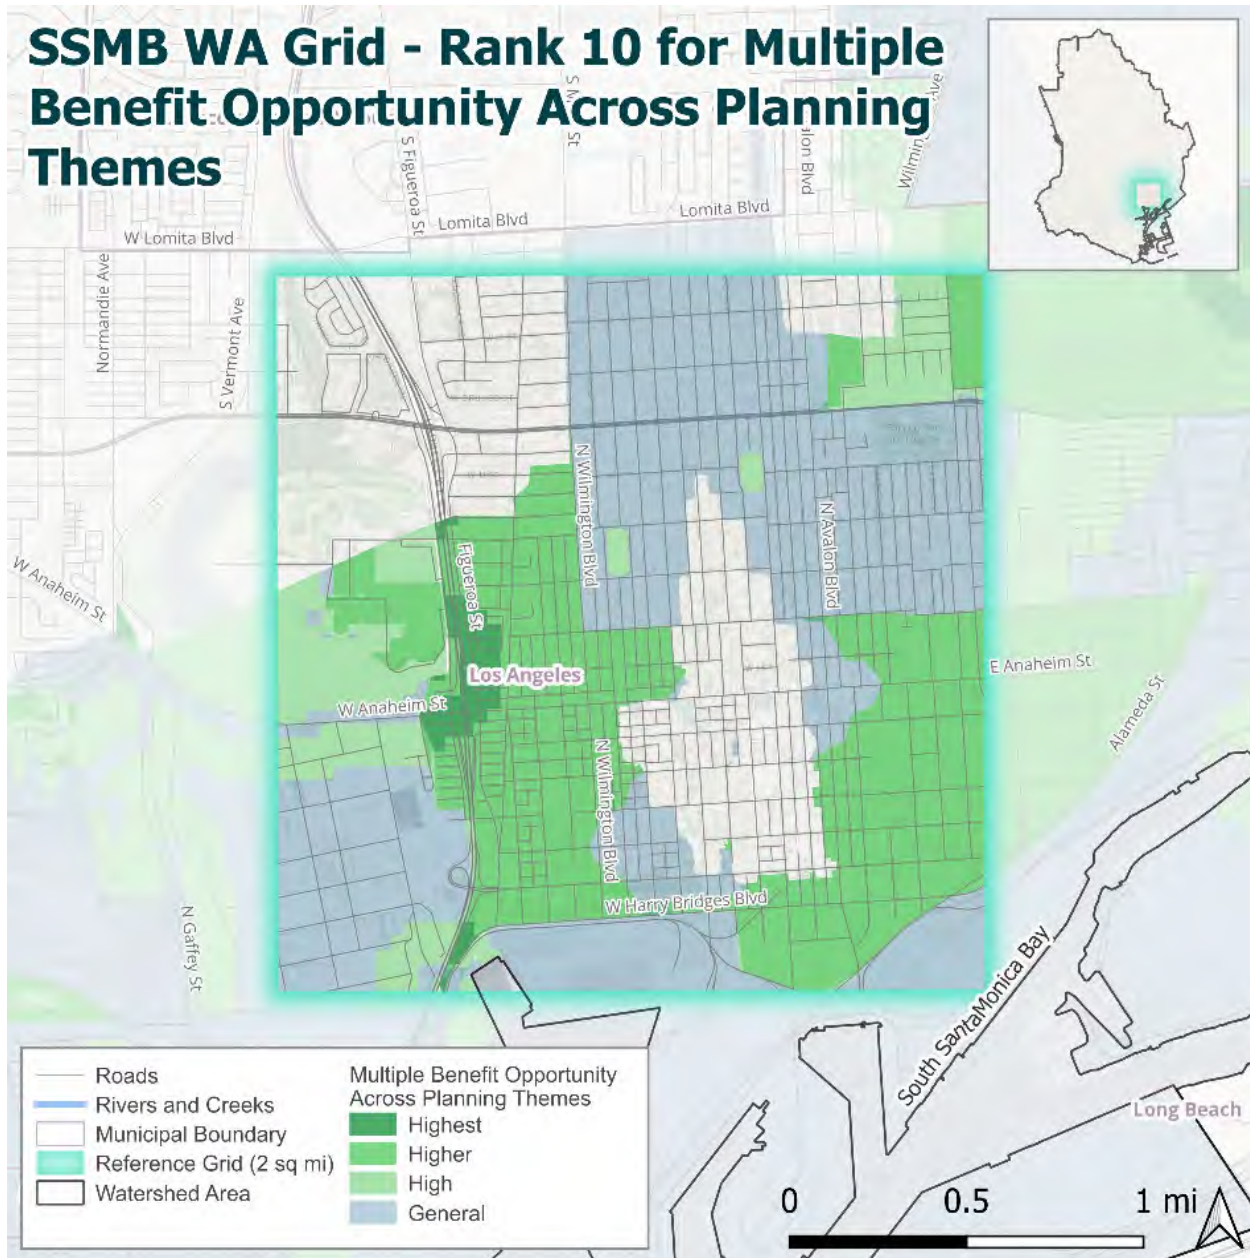 SSMB WA Grid - Rank 10 for Multiple
Benefit Opportunity Across Planning
Themes
S Figueroa St
Lomita Blvd
Lomita Blvd
W Lomita Blvd
Normandie Ave
S Vermont Ave
N Wilmington Blvd
N Avalon Blvd
Figueroa St
W Anaheim St
Los Angeles
E Anaheim St
W Anaheim St
Alameda St
N Wilmington Blvd
W Harry Bridges Blvd
N Gaffey St
South Santa Monica Bay
Long Beach
Roads
Rivers and Creeks
Municipal Boundary
Reference Grid (2 sq mi)
Watershed Area
Multiple Benefit Opportunity
Across Planning Themes
Highest
Higher
High
General
0 0.5 1 mi